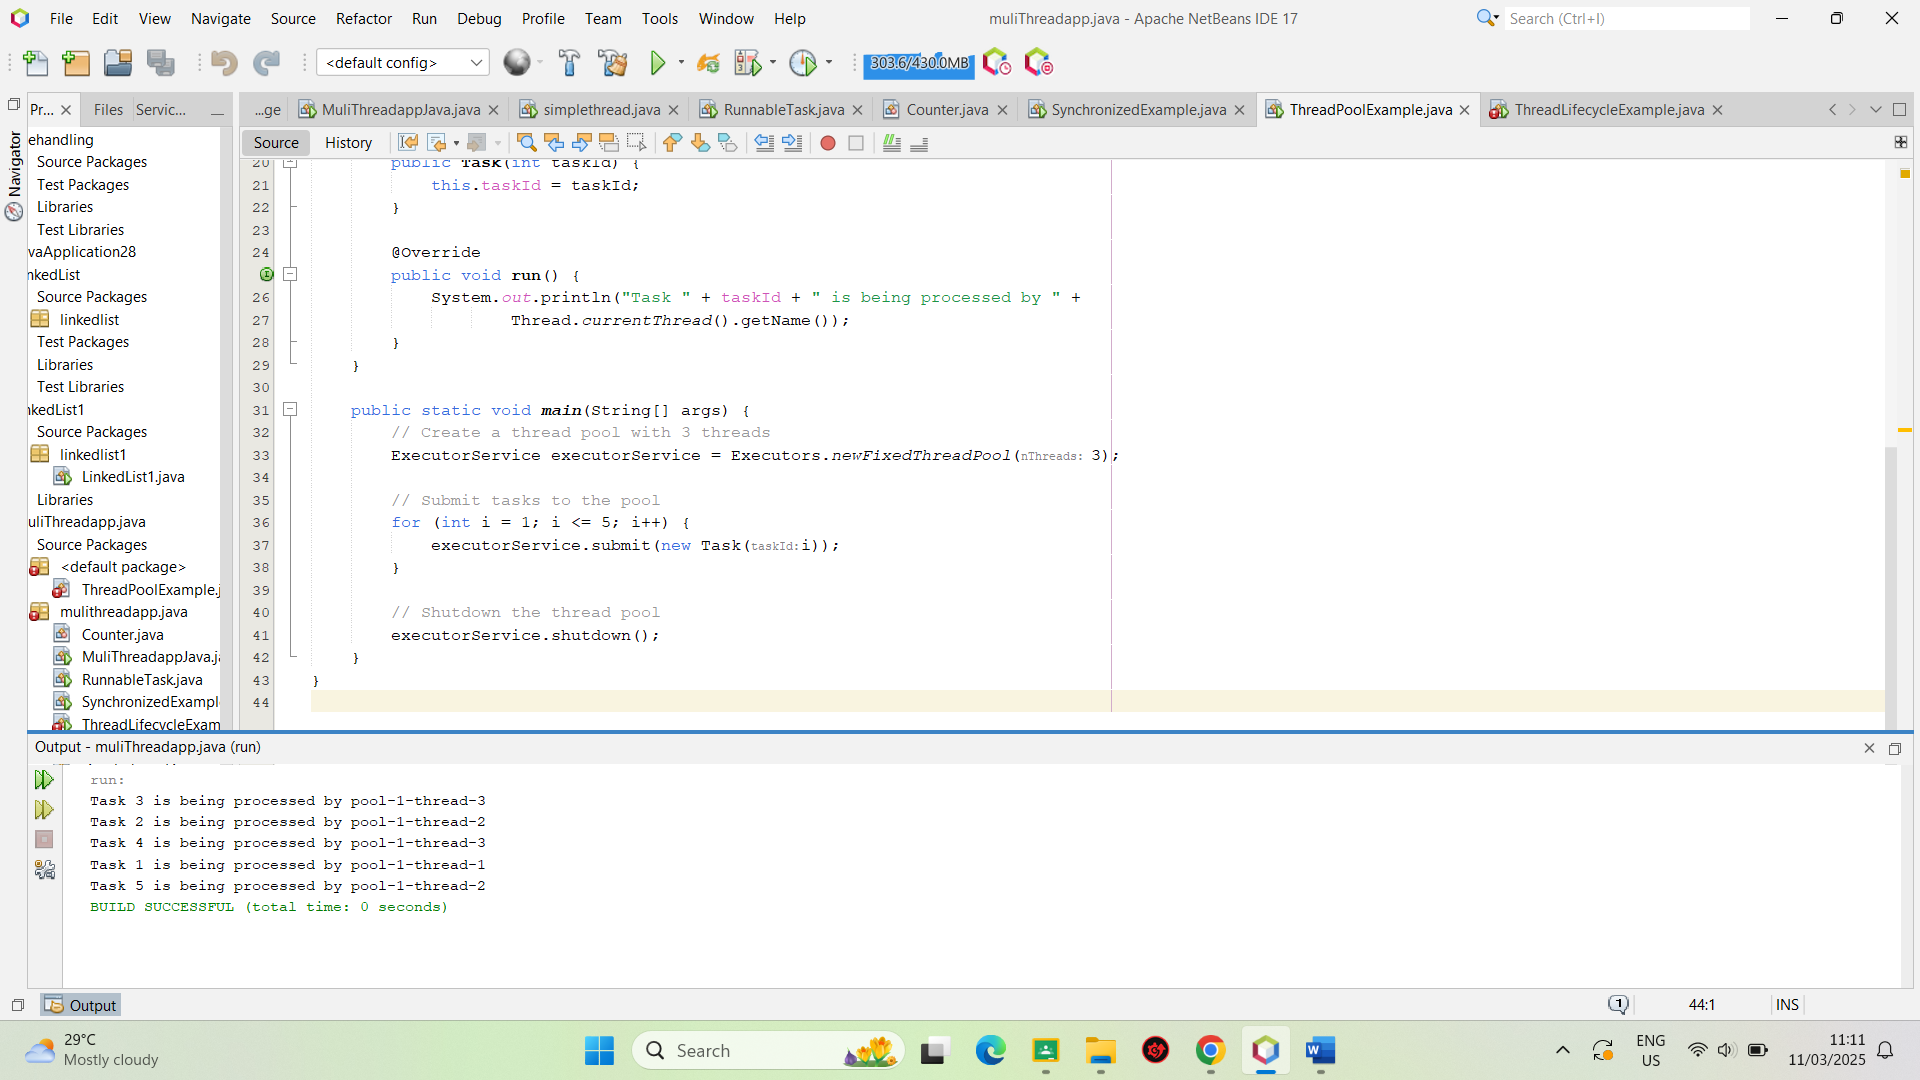 File Edit View Navigate Source Refactor Run Debug Profile Team Tools Window Help
muliThreadapp.java - Apache NetBeans IDE 17
Search (Ctrl+I)
<default config>
303.6/430.0MB
Pr... Files Servic...
...ge MuliThreadappJava.java simplethread.java RunnableTask.java Counter.java SynchronizedExample.java ThreadPoolExample.java ThreadLifecycleExample.java
Source History
Navigator
ehandling
Source Packages
Test Packages
Libraries
Test Libraries
vaApplication28
nkedList
Source Packages
linkedlist
Test Packages
Libraries
Test Libraries
nkedList1
Source Packages
linkedlist1
LinkedList1.java
Libraries
uliThreadapp.java
Source Packages
<default package>
ThreadPoolExample.j
mulithreadapp.java
Counter.java
MuliThreadappJava.ja
RunnableTask.java
SynchronizedExampl
ThreadLifecycleExam
20 public Task(int taskId) {
21 this.taskId = taskId;
22 }
23
24 @Override
public void run() {
26 System.out.println("Task " + taskId + " is being processed by " +
27 Thread.currentThread().getName());
28 }
29 }
30
31 public static void main(String[] args) {
32 // Create a thread pool with 3 threads
33 ExecutorService executorService = Executors.newFixedThreadPool(nThreads: 3);
34
35 // Submit tasks to the pool
36 for (int i = 1; i <= 5; i++) {
37 executorService.submit(new Task(taskId:i));
38 }
39
40 // Shutdown the thread pool
41 executorService.shutdown();
42 }
43 }
44
Output - muliThreadapp.java (run)
run:
Task 3 is being processed by pool-1-thread-3
Task 2 is being processed by pool-1-thread-2
Task 4 is being processed by pool-1-thread-3
Task 1 is being processed by pool-1-thread-1
Task 5 is being processed by pool-1-thread-2
BUILD SUCCESSFUL (total time: 0 seconds)
Output
1 44:1 INS
29°C
Mostly cloudy
Search
ENG
US
11:11
11/03/2025